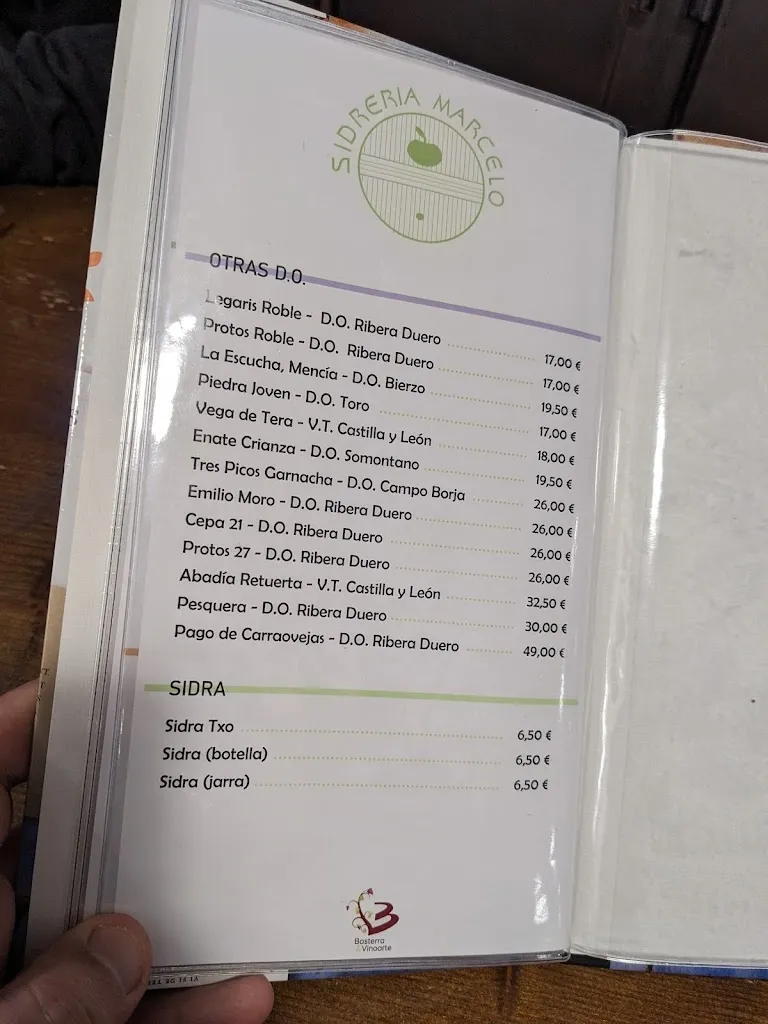 SIDRERIA MARCELO
OTRAS D.O.
Legaris Roble - D.O. Ribera Duero 17,00 €
Protos Roble - D.O. Ribera Duero 17,00 €
La Escucha, Mencía - D.O. Bierzo 19,50 €
Piedra Joven - D.O. Toro 17,00 €
Vega de Tera - V.T. Castilla y León 18,00 €
Enate Crianza - D.O. Somontano 19,50 €
Tres Picos Garnacha - D.O. Campo Borja 26,00 €
Emilio Moro - D.O. Ribera Duero 26,00 €
Cepa 21 - D.O. Ribera Duero 26,00 €
Protos 27 - D.O. Ribera Duero 26,00 €
Abadía Retuerta - V.T. Castilla y León 32,50 €
Pesquera - D.O. Ribera Duero 30,00 €
Pago de Carraovejas - D.O. Ribera Duero 49,00 €
SIDRA
Sidra Txo 6,50 €
Sidra (botella) 6,50 €
Sidra (jarra) 6,50 €
B
Basterra
&Vinoarte